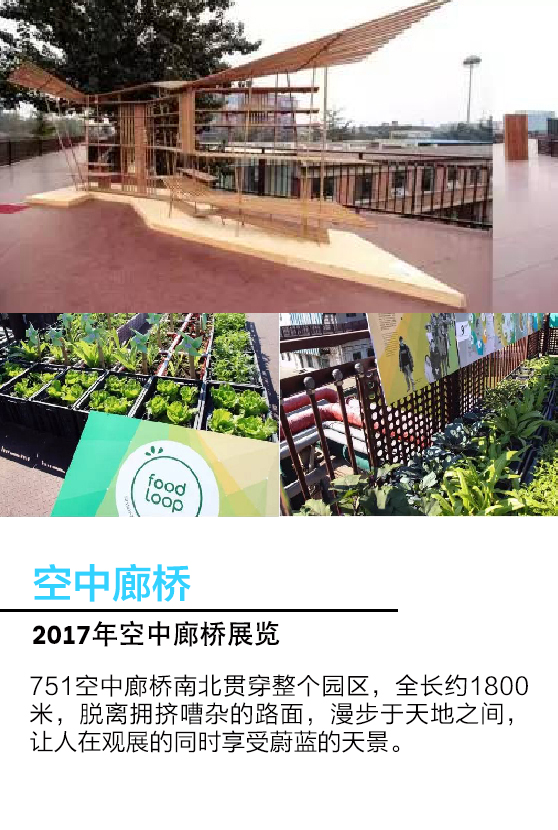 food
loop
空中廊桥
2017年空中廊桥展览
751空中廊桥南北贯穿整个园区，全长约1800
米，脱离拥挤嘈杂的路面，漫步于天地之间，
让人在观展的同时享受蔚蓝的天景。